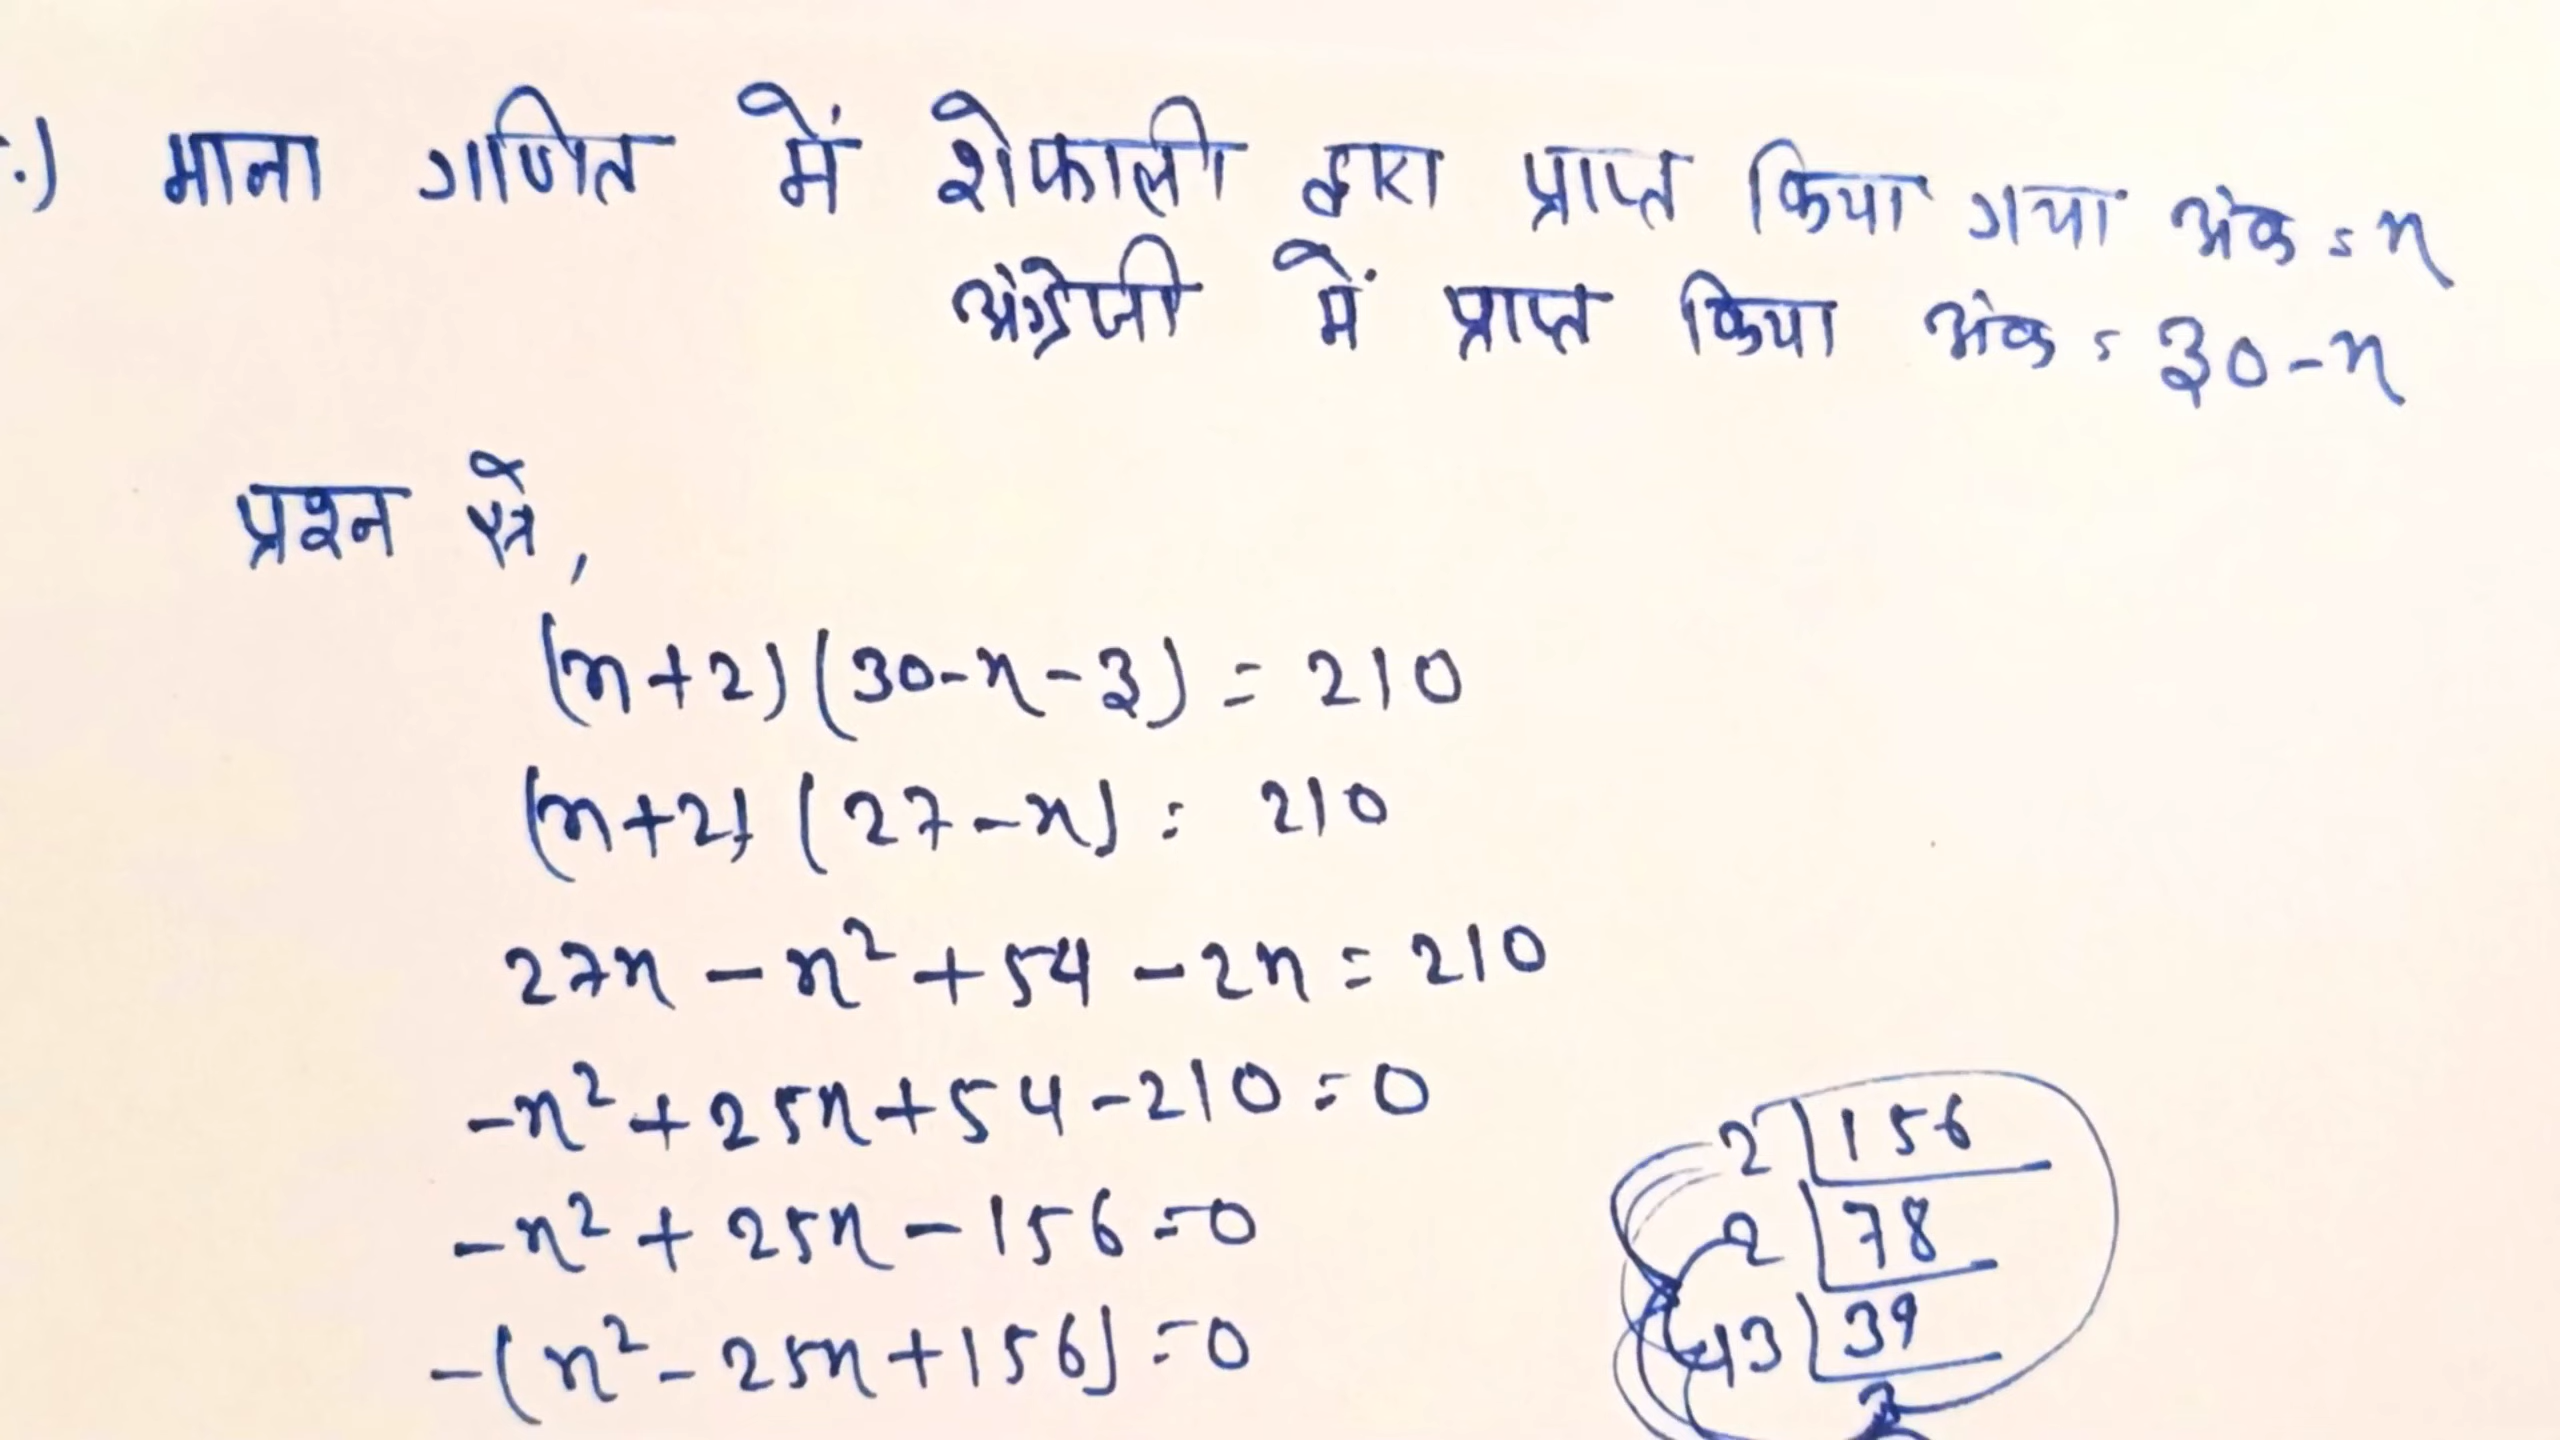 .) माना गणित में शेफाली द्वारा प्राप्त किया गया अंक = x
अंग्रेजी में प्राप्त किया अंक = 30-x
प्रश्न से,
(x+2)(30-x-3) = 210
(x+2)(27-x) = 210
27x - x² + 54 - 2x = 210
-x² + 25x + 54 - 210 = 0
-x² + 25x - 156 = 0
-(x² - 25x + 156) = 0
2 | 156
2 | 78
13 | 39
3